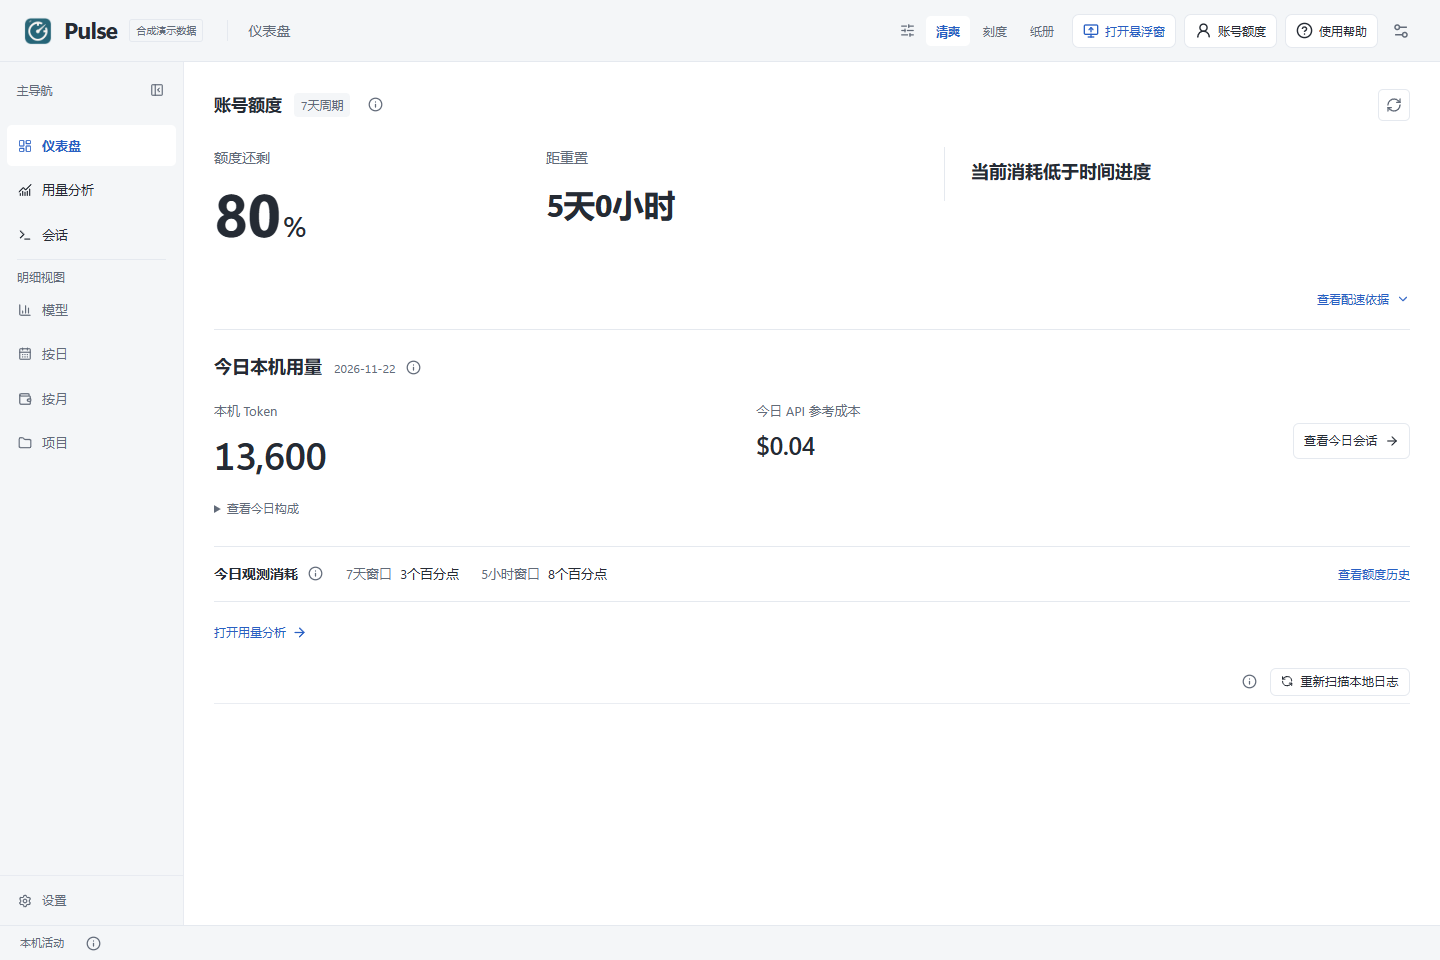 Pulse 合成演示数据 仪表盘 清爽 刻度 纸册 打开悬浮窗 账号额度 使用帮助
主导航
仪表盘
用量分析
会话
明细视图
模型
按日
按月
项目
设置
账号额度 7天周期
额度还剩 距重置
当前消耗低于时间进度
80% 5天0小时
查看配速依据
今日本机用量 2026-11-22
本机 Token 今日 API 参考成本
13,600 $0.04
查看今日会话
查看今日构成
今日观测消耗 7天窗口 3个百分点 5小时窗口 8个百分点 查看额度历史
打开用量分析
重新扫描本地日志
本机活动